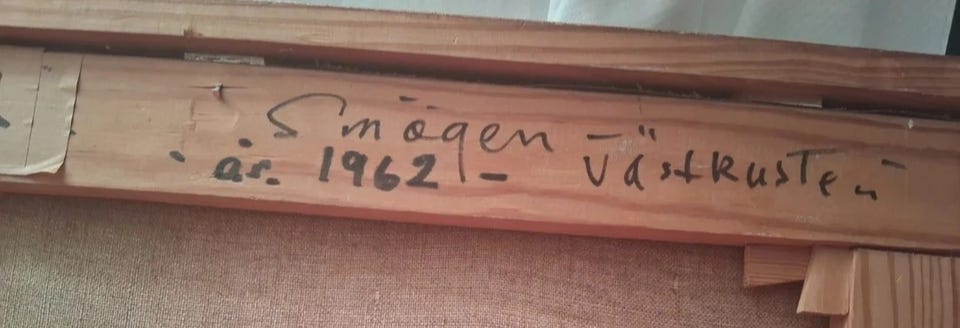 Smögen –
år. 1962 – Västkusten